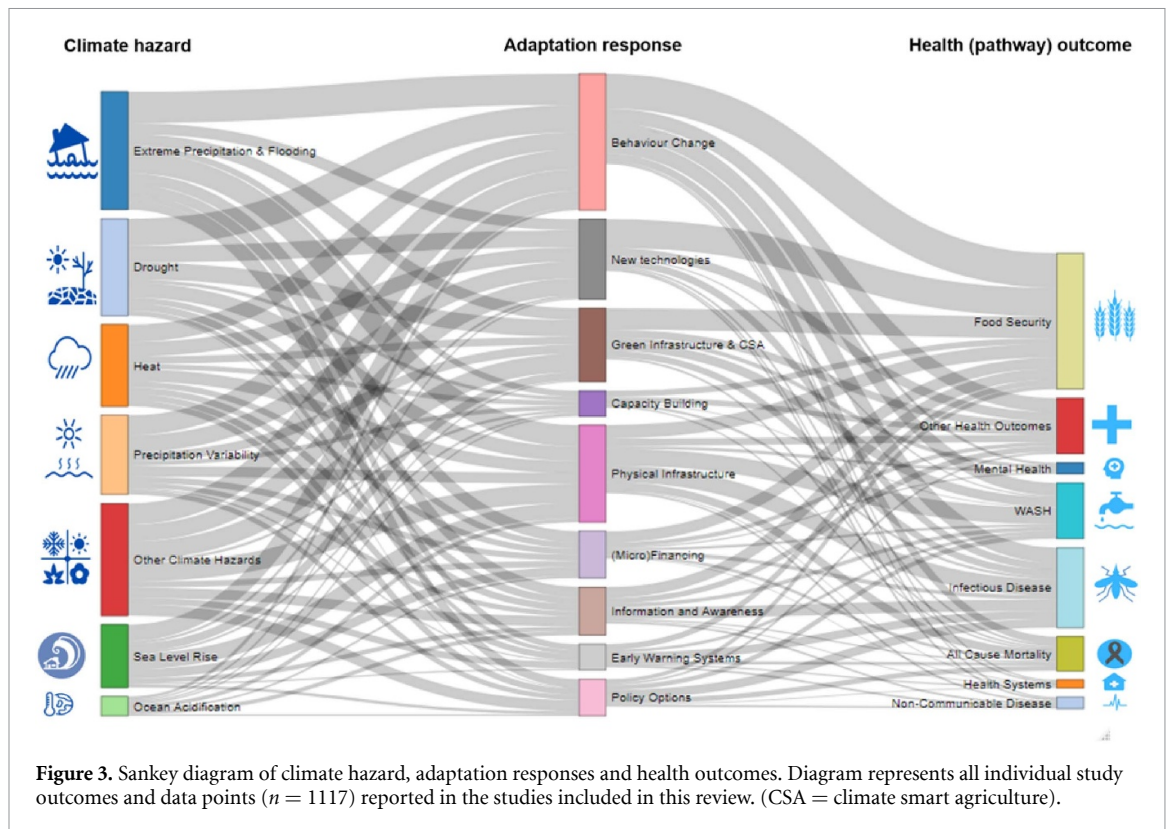 Climate hazard
Adaptation response
Health (pathway) outcome
Extreme Precipitation & Flooding
Drought
Heat
Precipitation Variability
Other Climate Hazards
Sea Level Rise
Ocean Acidification
Behaviour Change
New technologies
Green Infrastructure & CSA
Capacity Building
Physical Infrastructure
(Micro)Financing
Information and Awareness
Early Warning Systems
Policy Options
Food Security
Other Health Outcomes
Mental Health
WASH
Infectious Disease
All Cause Mortality
Health Systems
Non-Communicable Disease
Figure 3. Sankey diagram of climate hazard, adaptation responses and health outcomes. Diagram represents all individual study
outcomes and data points (n = 1117) reported in the studies included in this review. (CSA = climate smart agriculture).